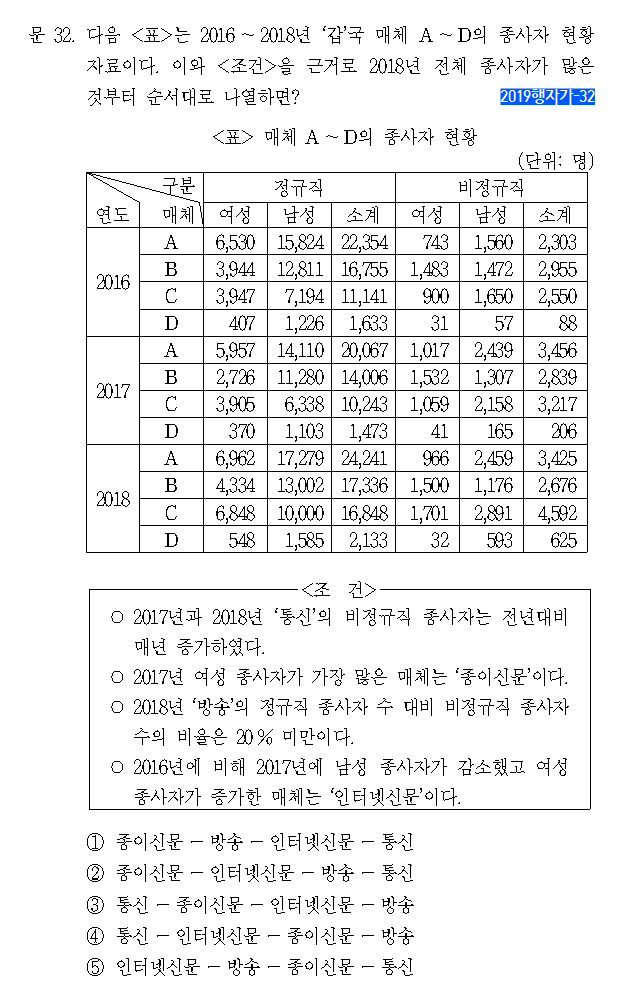 문 32. 다음 <표>는 2016 ~ 2018년 ‘갑’국 매체 A ~ D의 종사자 현황
자료이다. 이와 <조건>을 근거로 2018년 전체 종사자가 많은
것부터 순서대로 나열하면? 2019행자가-32
<표> 매체 A ~ D의 종사자 현황
(단위: 명)
구분 정규직 비정규직
연도 매체 여성 남성 소계 여성 남성 소계
2016 A 6,530 15,824 22,354 743 1,560 2,303
B 3,944 12,811 16,755 1,483 1,472 2,955
C 3,947 7,194 11,141 900 1,650 2,550
D 407 1,226 1,633 31 57 88
2017 A 5,957 14,110 20,067 1,017 2,439 3,456
B 2,726 11,280 14,006 1,532 1,307 2,839
C 3,905 6,338 10,243 1,059 2,158 3,217
D 370 1,103 1,473 41 165 206
2018 A 6,962 17,279 24,241 966 2,459 3,425
B 4,334 13,002 17,336 1,500 1,176 2,676
C 6,848 10,000 16,848 1,701 2,891 4,592
D 548 1,585 2,133 32 593 625
<조 건>
○ 2017년과 2018년 ‘통신’의 비정규직 종사자는 전년대비
매년 증가하였다.
○ 2017년 여성 종사자가 가장 많은 매체는 ‘종이신문’이다.
○ 2018년 ‘방송’의 정규직 종사자 수 대비 비정규직 종사자
수의 비율은 20 % 미만이다.
○ 2016년에 비해 2017년에 남성 종사자가 감소했고 여성
종사자가 증가한 매체는 ‘인터넷신문’이다.
① 종이신문 － 방송 － 인터넷신문 － 통신
② 종이신문 － 인터넷신문 － 방송 － 통신
③ 통신 － 종이신문 － 인터넷신문 － 방송
④ 통신 － 인터넷신문 － 종이신문 － 방송
⑤ 인터넷신문 － 방송 － 종이신문 － 통신